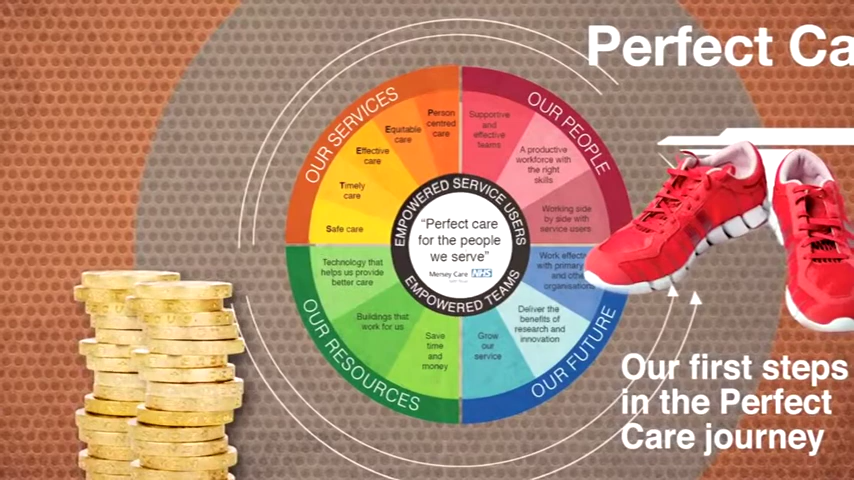 Perfect Ca
OUR SERVICES
Person
centred
care
Equitable
care
Effective
care
Timely
care
Safe care
OUR PEOPLE
Supportive
and
effective
teams
A productive
workforce with
the right
skills
Working side
by side with
service users
EMPOWERED SERVICE USERS
"Perfect care
for the people
we serve"
Mersey Care NHS
EMPOWERED TEAMS
Technology that
helps us provide
better care
Buildings that
work for us
Save
time
and
money
OUR RESOURCES
Work effect
with primary
and othe
organisations
Deliver the
benefits of
research and
innovation
Grow
our
service
OUR FUTURE
Our first steps
in the Perfect
Care journey